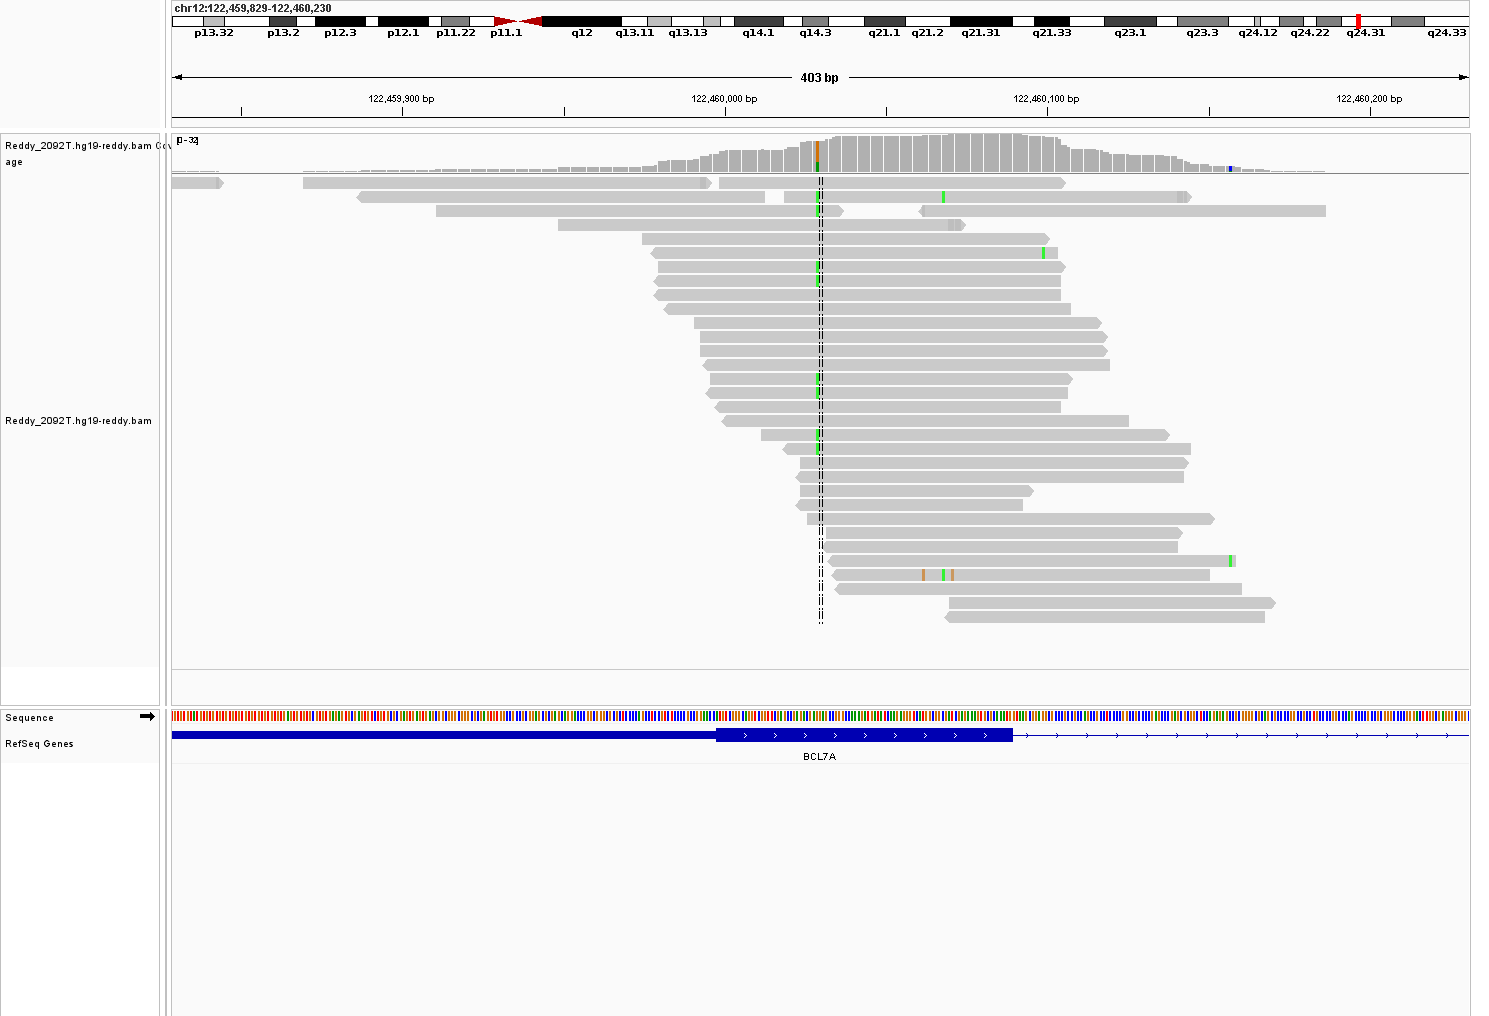 chr12:122,459,829-122,460,230
p13.32 p13.2 p12.3 p12.1 p11.22 p11.1 q12 q13.11 q13.13 q14.1 q14.3 q21.1 q21.2 q21.31 q21.33 q23.1 q23.3 q24.12 q24.22 q24.31 q24.33
403 bp
122,459,900 bp 122,460,000 bp 122,460,100 bp 122,460,200 bp
[0-32]
Reddy_2092T.hg19-reddy.bam Cov
age
Reddy_2092T.hg19-reddy.bam
Sequence
RefSeq Genes
BCL7A